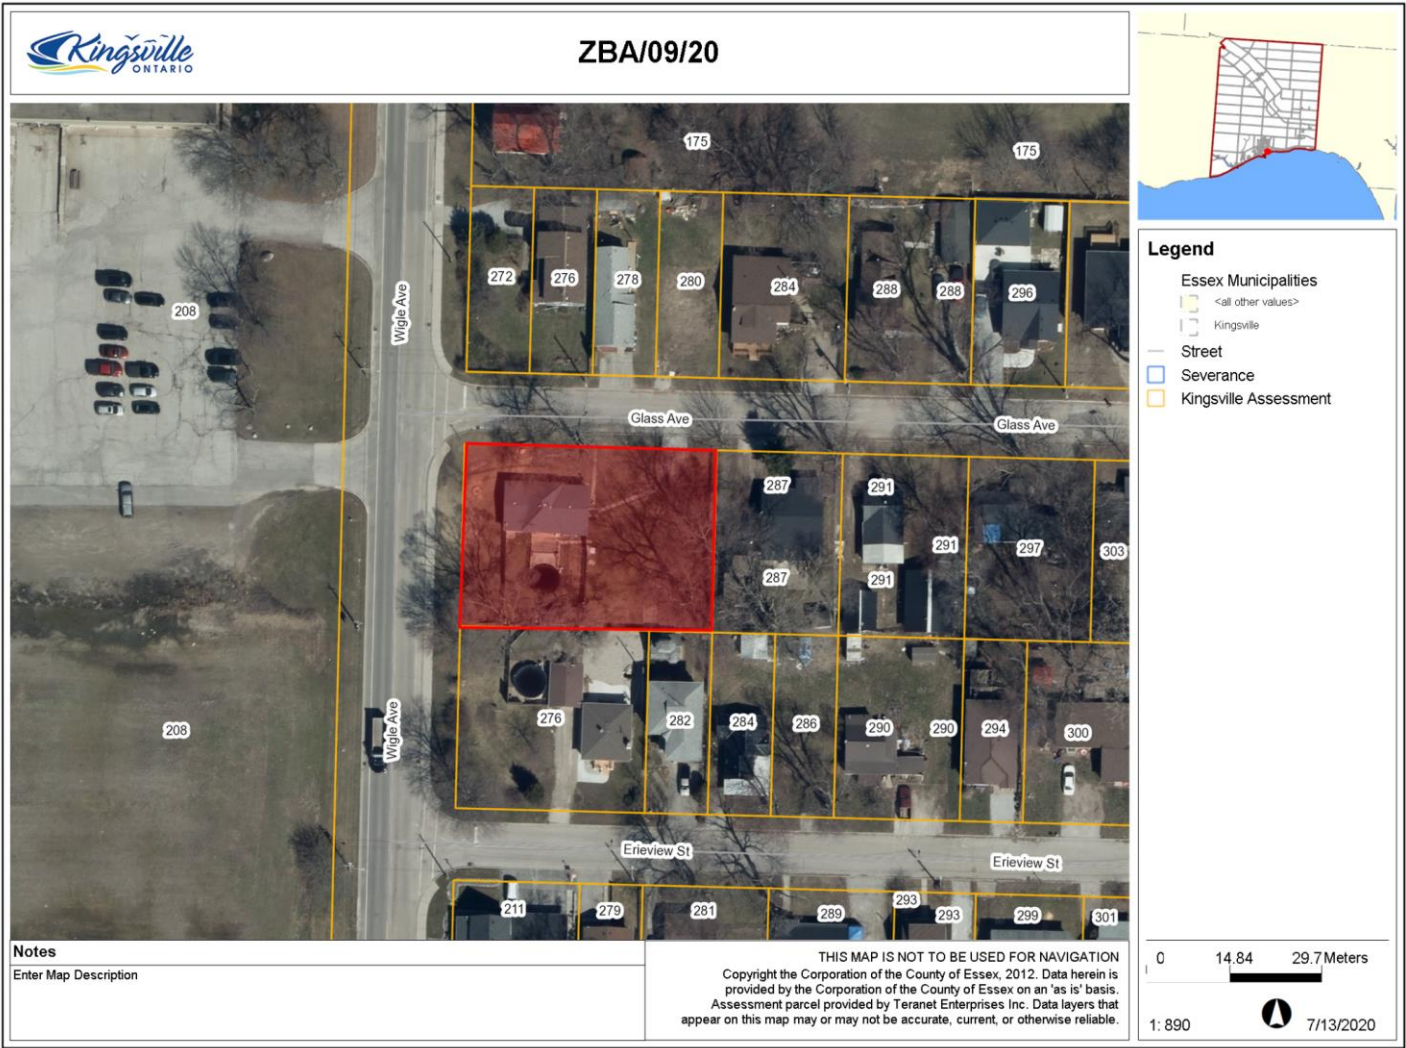 Kingsville
ONTARIO
ZBA/09/20
175
175
272
276
278
280
284
288
288
296
208
Wigle Ave
Glass Ave
Glass Ave
287
291
291
297
303
287
291
208
Wigle Ave
276
282
284
286
290
290
294
300
Erieview St
Erieview St
211
279
281
289
293
293
299
301
Legend
Essex Municipalities
<all other values>
Kingsville
Street
Severance
Kingsville Assessment
Notes
Enter Map Description
THIS MAP IS NOT TO BE USED FOR NAVIGATION
Copyright the Corporation of the County of Essex, 2012. Data herein is
provided by the Corporation of the County of Essex on an 'as is' basis.
Assessment parcel provided by Teranet Enterprises Inc. Data layers that
appear on this map may or may not be accurate, current, or otherwise reliable.
0 14.84 29.7 Meters
1: 890
7/13/2020